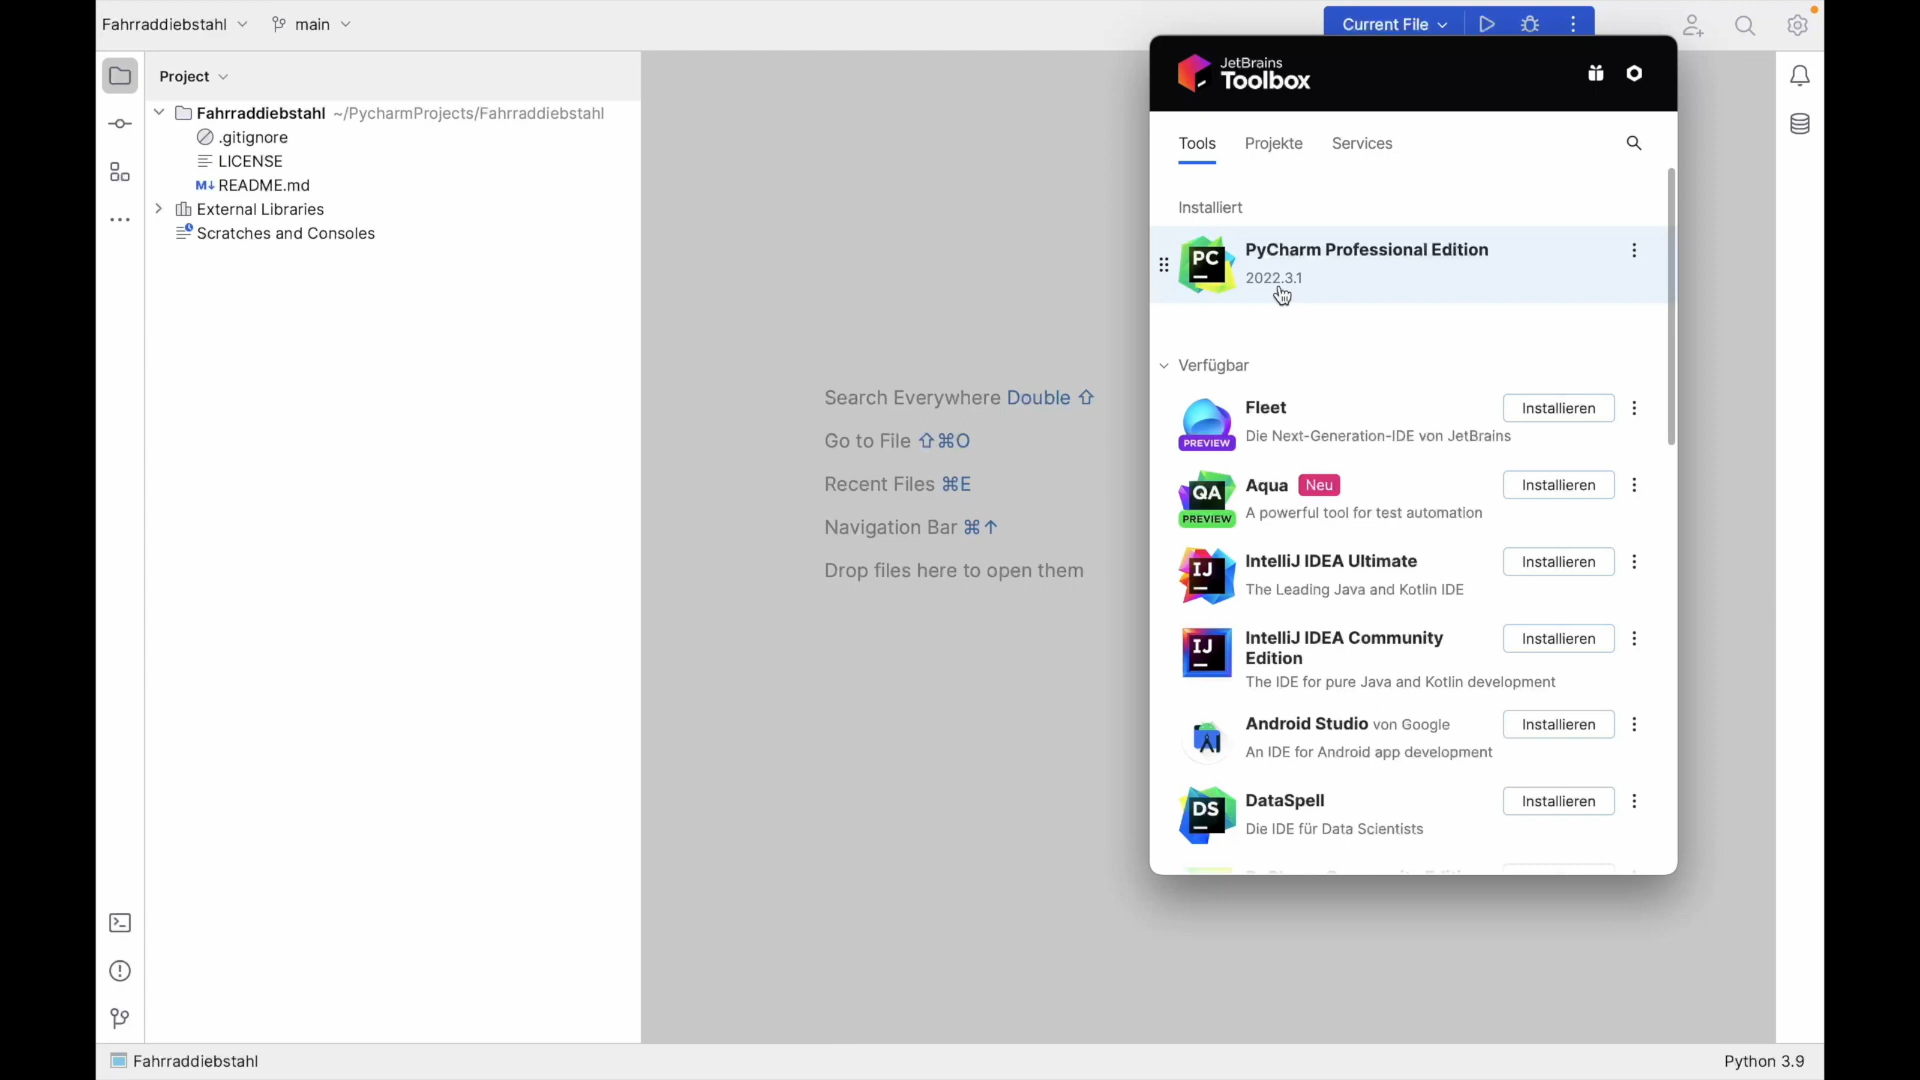 Fahrraddiebstahl
main
Current File
Project
Fahrraddiebstahl ~/PycharmProjects/Fahrraddiebstahl
.gitignore
LICENSE
M↓ README.md
External Libraries
Scratches and Consoles
Search Everywhere Double ⇧
Go to File ⇧⌘O
Recent Files ⌘E
Navigation Bar ⌘↑
Drop files here to open them
JetBrains
Toolbox
Tools Projekte Services
Installiert
PC
PyCharm Professional Edition
2022.3.1
Verfügbar
PREVIEW
Fleet
Installieren
Die Next-Generation-IDE von JetBrains
QA
PREVIEW
Aqua Neu
Installieren
A powerful tool for test automation
IJ
IntelliJ IDEA Ultimate
Installieren
The Leading Java and Kotlin IDE
IJ
IntelliJ IDEA Community
Edition
Installieren
The IDE for pure Java and Kotlin development
Android Studio von Google
Installieren
An IDE for Android app development
DS
DataSpell
Installieren
Die IDE für Data Scientists
Fahrraddiebstahl
Python 3.9